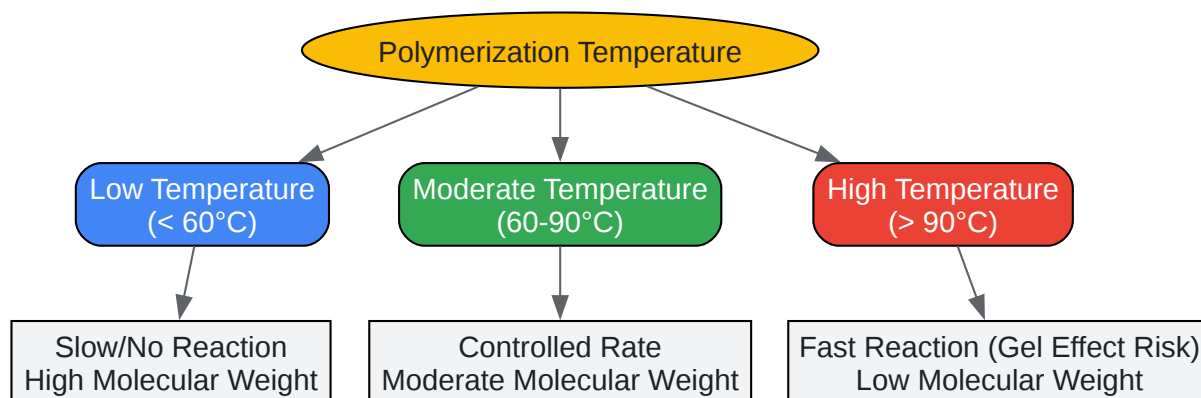 Polymerization Temperature
Low Temperature
(< 60°C)
Moderate Temperature
(60-90°C)
High Temperature
(> 90°C)
Slow/No Reaction
High Molecular Weight
Controlled Rate
Moderate Molecular Weight
Fast Reaction (Gel Effect Risk)
Low Molecular Weight